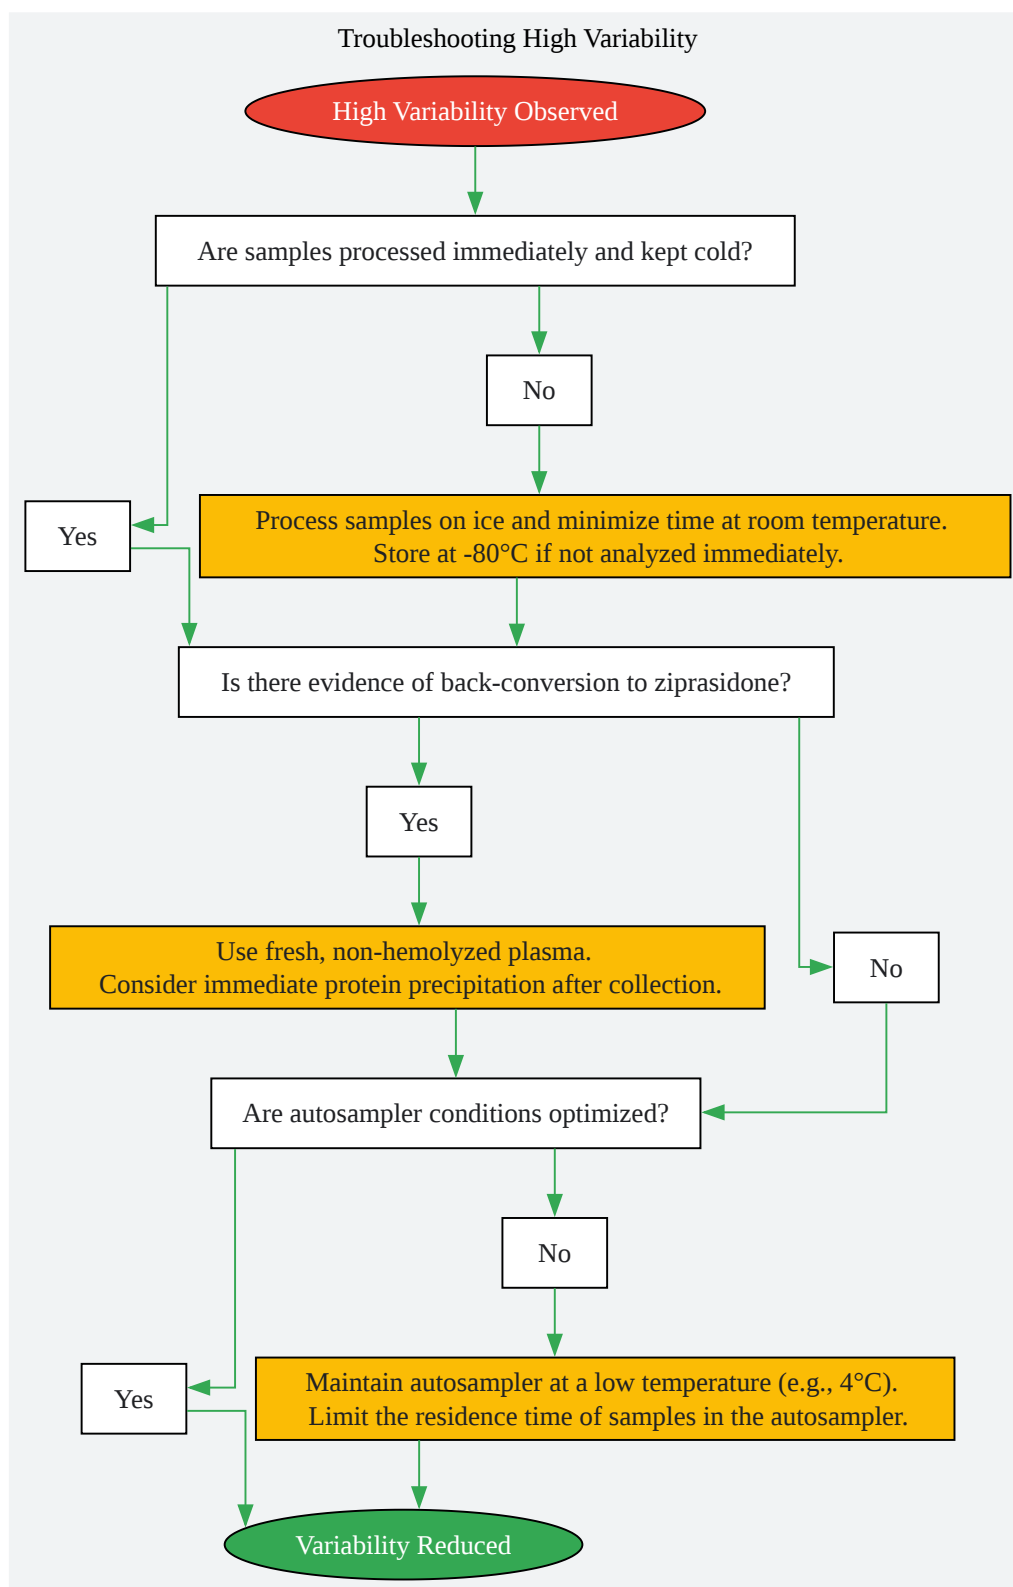 Troubleshooting High Variability
High Variability Observed
Are samples processed immediately and kept cold?
No
Yes
Process samples on ice and minimize time at room temperature.
Store at -80°C if not analyzed immediately.
Is there evidence of back-conversion to ziprasidone?
Yes
Use fresh, non-hemolyzed plasma.
Consider immediate protein precipitation after collection.
No
Are autosampler conditions optimized?
No
Yes
Maintain autosampler at a low temperature (e.g., 4°C).
Limit the residence time of samples in the autosampler.
Variability Reduced